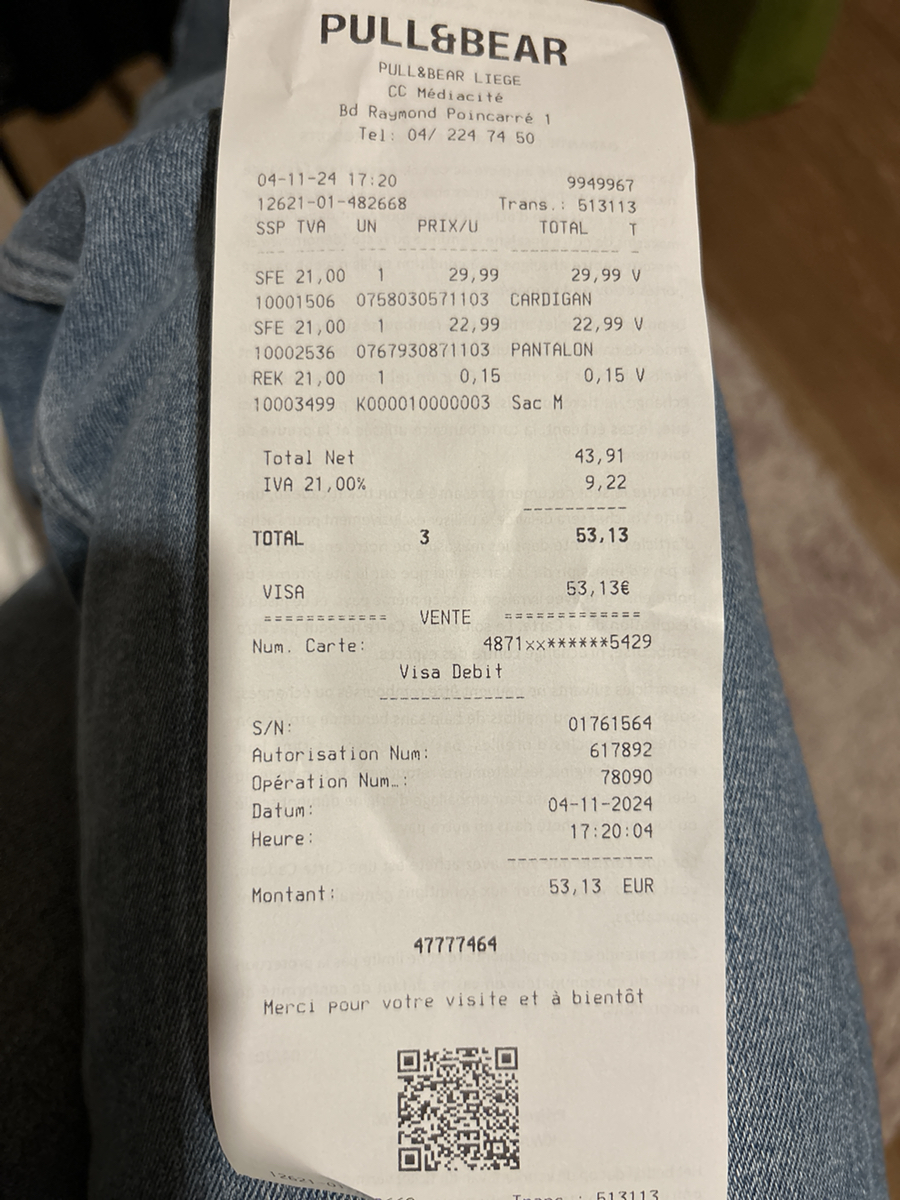 PULL&BEAR
PULL&BEAR LIEGE
CC Médiacité
Bd Raymond Poincarré 1
Tel: 04/ 224 74 50
04-11-24 17:20 9949967
12621-01-482668 Trans.: 513113
SSP TVA UN PRIX/U TOTAL T
SFE 21,00 1 29,99 29,99 V
10001506 0758030571103 CARDIGAN
SFE 21,00 1 22,99 22,99 V
10002536 0767930871103 PANTALON
REK 21,00 1 0,15 0,15 V
10003499 K000010000003 Sac M
Total Net 43,91
IVA 21,00% 9,22
----------
TOTAL 3 53,13
VISA 53,13€
============ VENTE =============
Num. Carte: 4871xx******5429
Visa Debit
--------------
S/N: 01761564
Autorisation Num: 617892
Opération Num…: 78090
Datum: 04-11-2024
Heure: 17:20:04
--------------
Montant: 53,13 EUR
47777464
Merci pour votre visite et à bientôt
Trans.: 513113